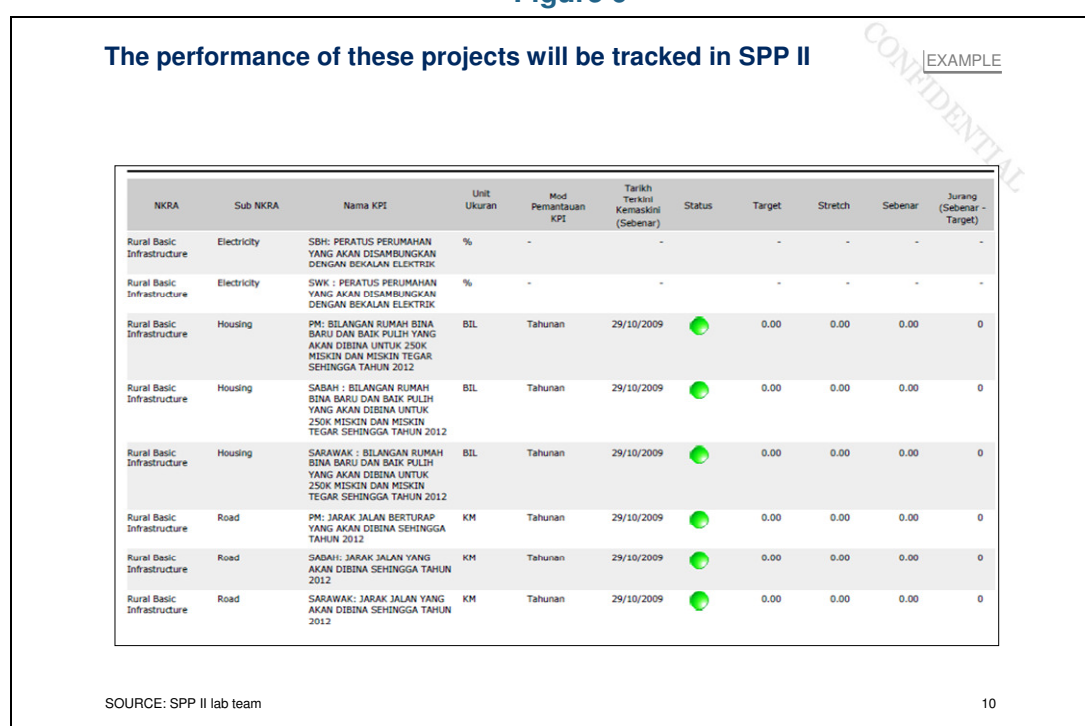 The performance of these projects will be tracked in SPP II
EXAMPLE
CONFIDENTIAL
NKRA Sub NKRA Nama KPI Unit Ukuran Mod Pemantauan KPI Tarikh Terkini Kemaskini (Sebenar) Status Target Stretch Sebenar Jurang (Sebenar - Target)
Rural Basic Electricity SBH: PERATUS PERUMAHAN % - - - - - -
Infrastructure YANG AKAN DISAMBUNGKAN
DENGAN BEKALAN ELEKTRIK
Rural Basic Electricity SWK : PERATUS PERUMAHAN % - - - - - -
Infrastructure YANG AKAN DISAMBUNGKAN
DENGAN BEKALAN ELEKTRIK
Rural Basic Housing PM: BILANGAN RUMAH BINA BIL Tahunan 29/10/2009 0.00 0.00 0.00 0
Infrastructure BARU DAN BAIK PULIH YANG
AKAN DIBINA UNTUK 250K
MISKIN DAN MISKIN TEGAR
SEHINGGA TAHUN 2012
Rural Basic Housing SABAH : BILANGAN RUMAH BIL Tahunan 29/10/2009 0.00 0.00 0.00 0
Infrastructure BINA BARU DAN BAIK PULIH
YANG AKAN DIBINA UNTUK
250K MISKIN DAN MISKIN
TEGAR SEHINGGA TAHUN 2012
Rural Basic Housing SARAWAK : BILANGAN RUMAH BIL Tahunan 29/10/2009 0.00 0.00 0.00 0
Infrastructure BINA BARU DAN BAIK PULIH
YANG AKAN DIBINA UNTUK
250K MISKIN DAN MISKIN
TEGAR SEHINGGA TAHUN 2012
Rural Basic Road PM: JARAK JALAN BERTURAP KM Tahunan 29/10/2009 0.00 0.00 0.00 0
Infrastructure YANG AKAN DIBINA SEHINGGA
TAHUN 2012
Rural Basic Road SABAH: JARAK JALAN YANG KM Tahunan 29/10/2009 0.00 0.00 0.00 0
Infrastructure AKAN DIBINA SEHINGGA TAHUN
2012
Rural Basic Road SARAWAK: JARAK JALAN YANG KM Tahunan 29/10/2009 0.00 0.00 0.00 0
Infrastructure AKAN DIBINA SEHINGGA TAHUN
2012
SOURCE: SPP II lab team 10